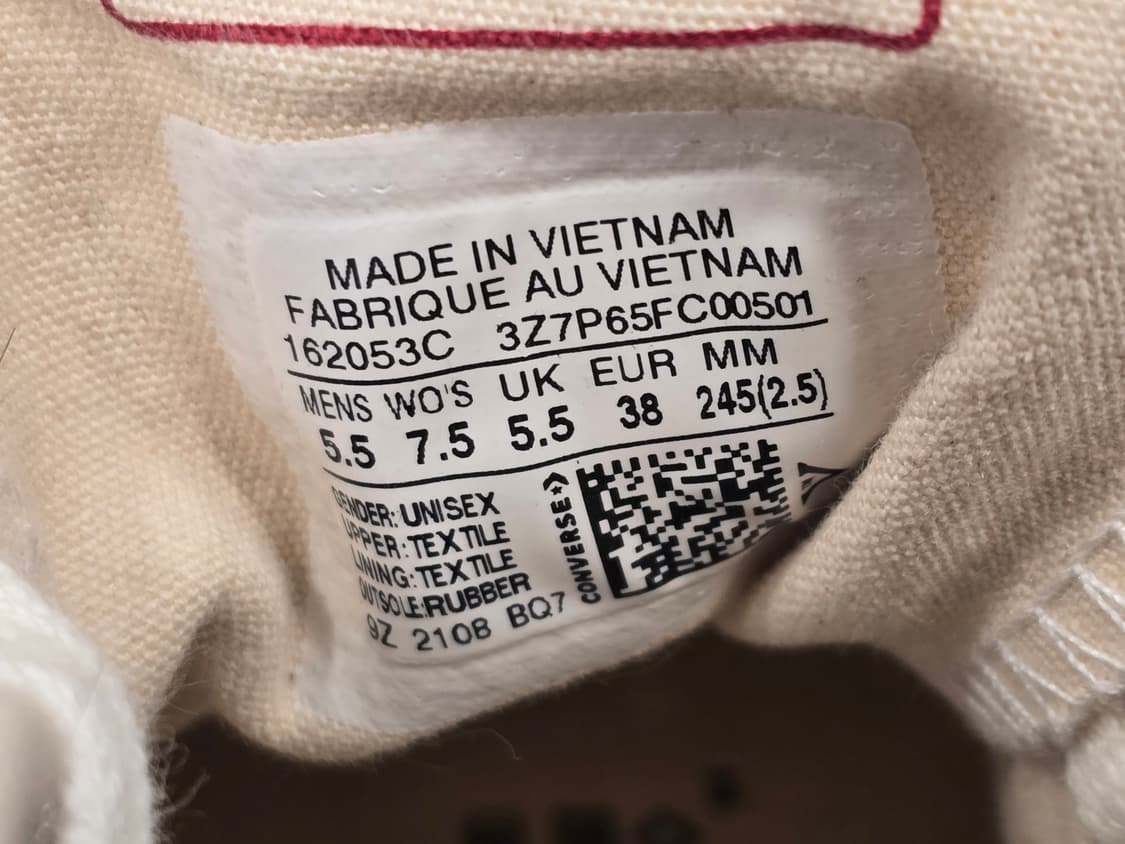 MADE IN VIETNAM
FABRIQUE AU VIETNAM
162053C 3Z7P65FC00501
MENS WO'S UK EUR MM
5.5 7.5 5.5 38 245(2.5)
GENDER: UNISEX
UPPER: TEXTILE
LINING: TEXTILE
OUTSOLE: RUBBER
9Z 2108 BQ7
CONVERSE